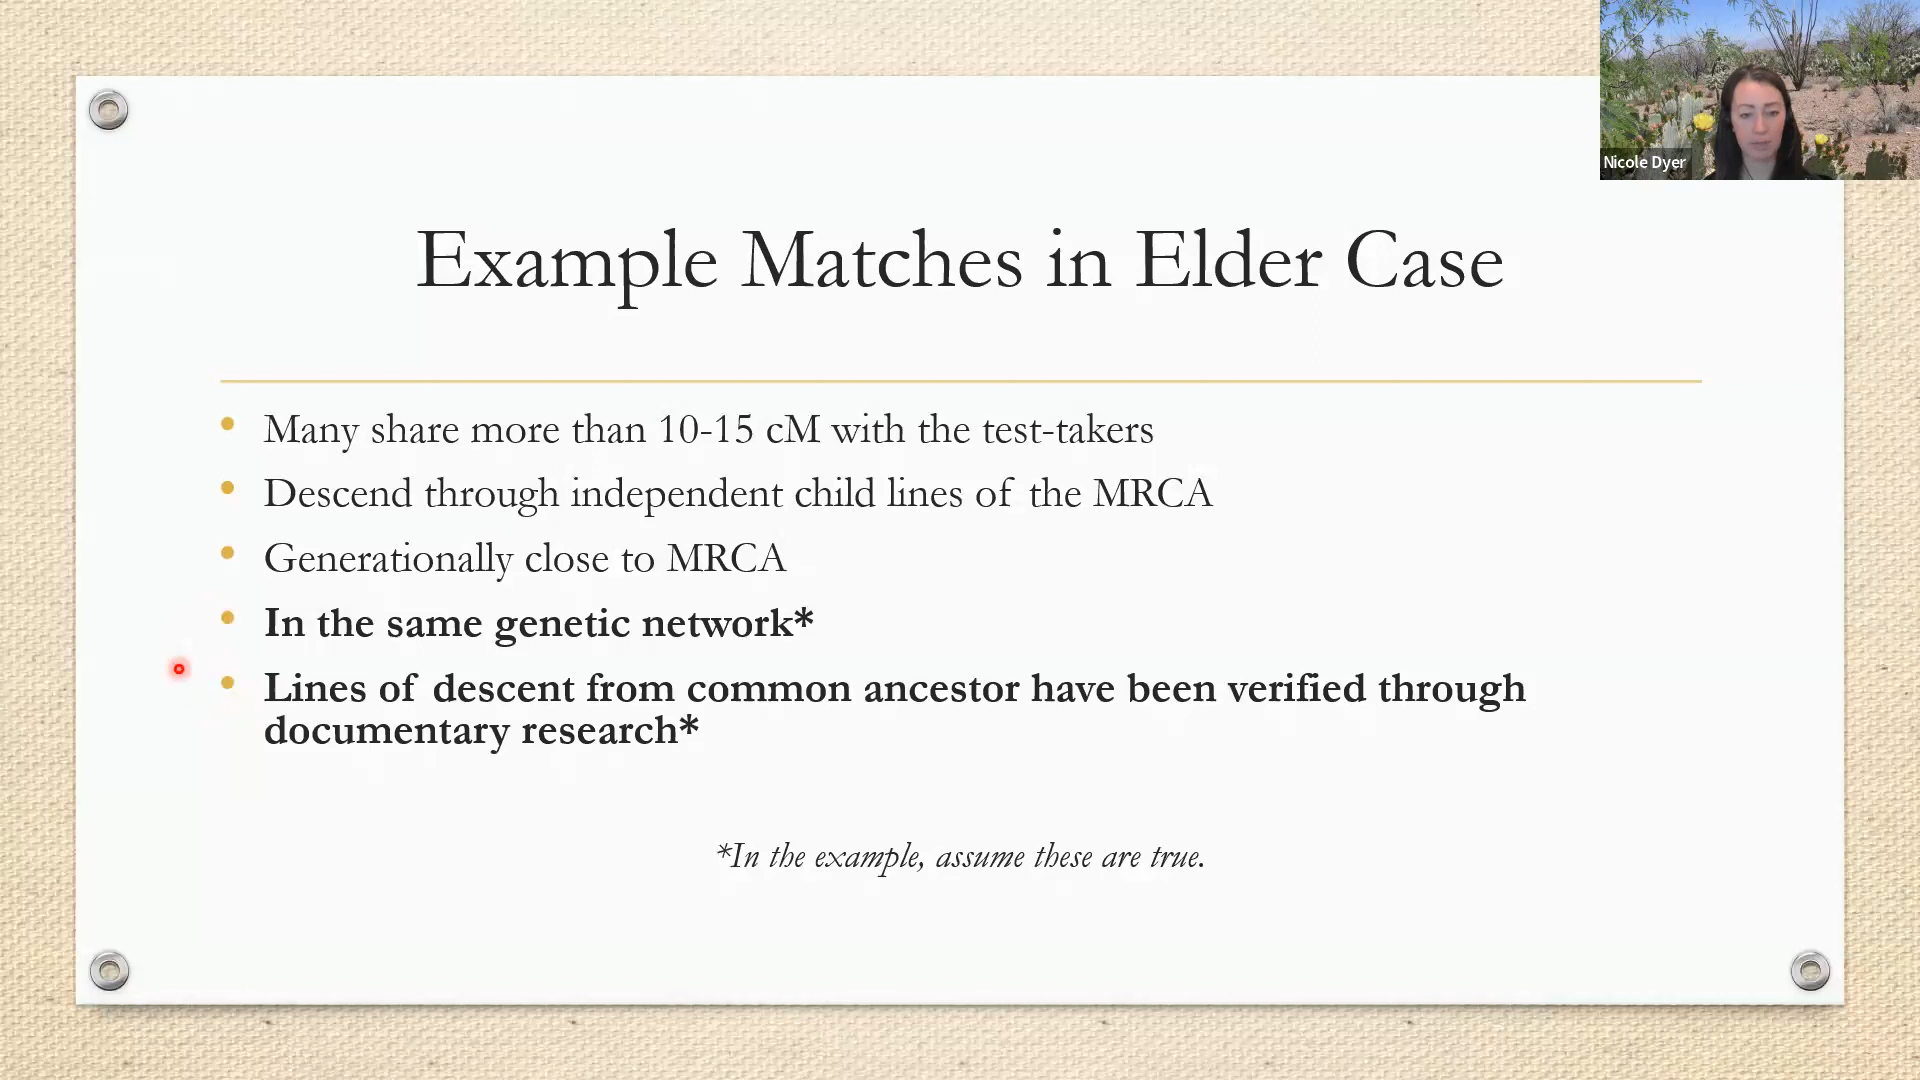 Nicole Dyer
Example Matches in Elder Case
Many share more than 10-15 cM with the test-takers
Descend through independent child lines of the MRCA
Generationally close to MRCA
In the same genetic network*
Lines of descent from common ancestor have been verified through
documentary research*
*In the example, assume these are true.